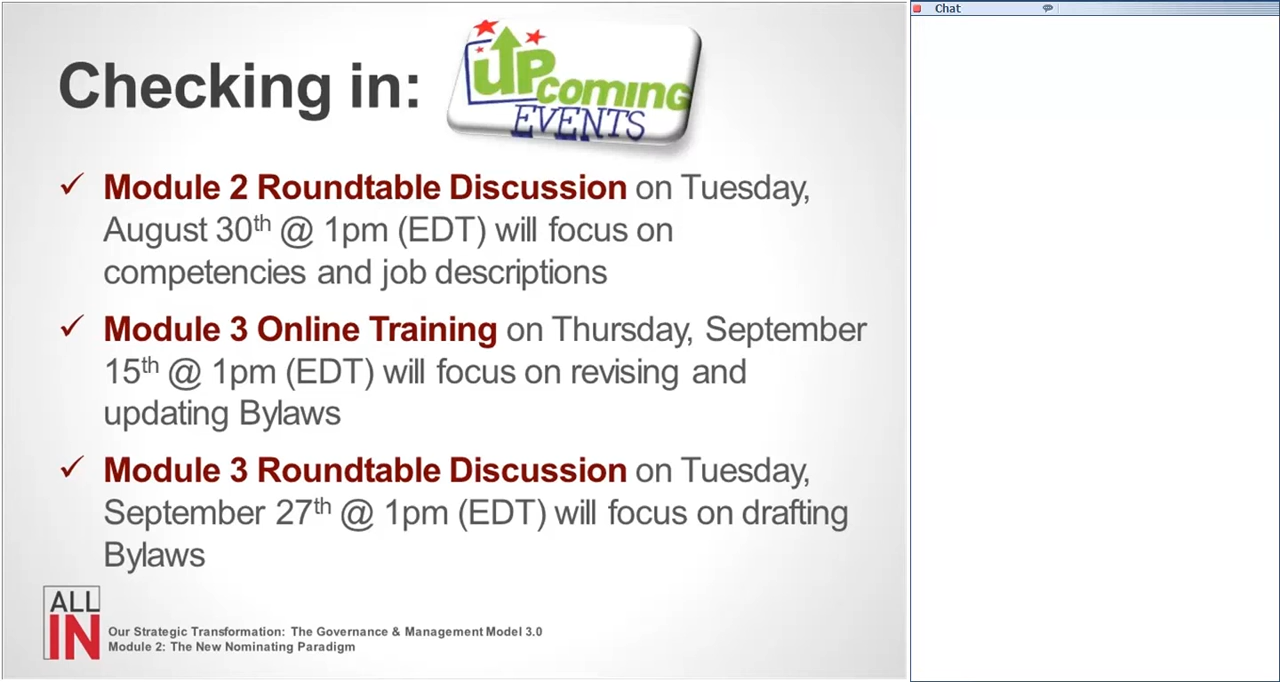 Chat
Checking in:
UPcoming
EVENTS
✓ Module 2 Roundtable Discussion on Tuesday,
August 30th @ 1pm (EDT) will focus on
competencies and job descriptions
✓ Module 3 Online Training on Thursday, September
15th @ 1pm (EDT) will focus on revising and
updating Bylaws
✓ Module 3 Roundtable Discussion on Tuesday,
September 27th @ 1pm (EDT) will focus on drafting
Bylaws
ALL
IN
Our Strategic Transformation: The Governance & Management Model 3.0
Module 2: The New Nominating Paradigm